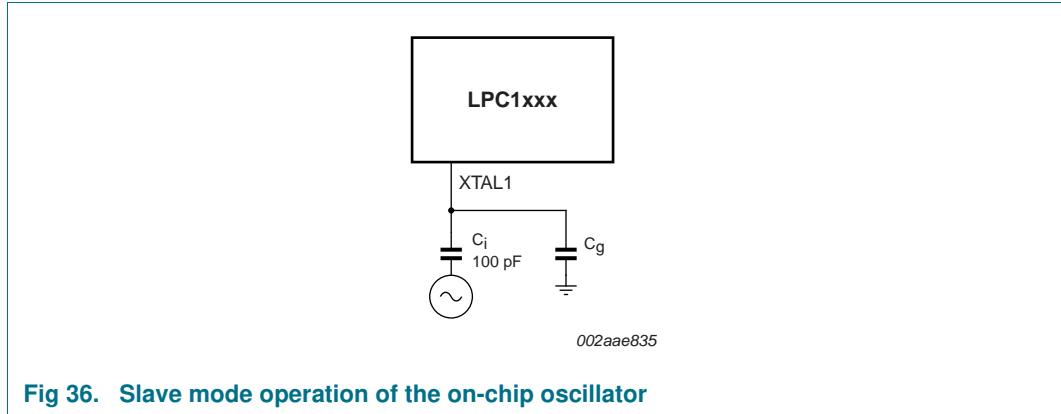 LPC1xxx
XTAL1
Ci
100 pF
Cg
002aae835
Fig 36. Slave mode operation of the on-chip oscillator